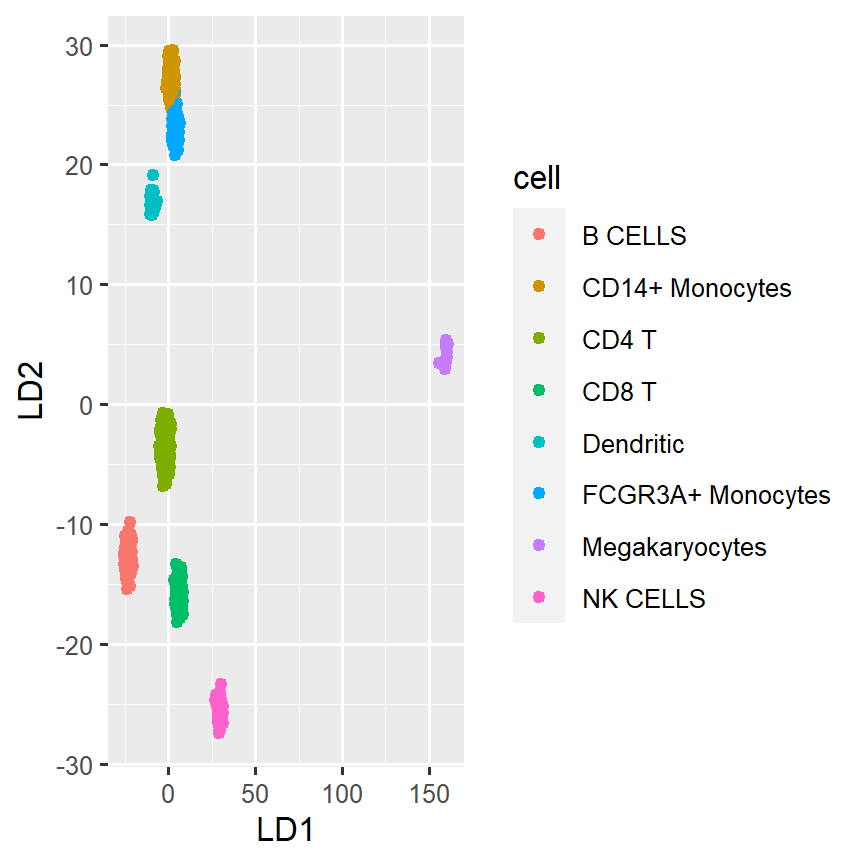 30
20
10
0
-10
-20
-30
LD2
0 50 100 150
LD1
cell
B CELLS
CD14+ Monocytes
CD4 T
CD8 T
Dendritic
FCGR3A+ Monocytes
Megakaryocytes
NK CELLS